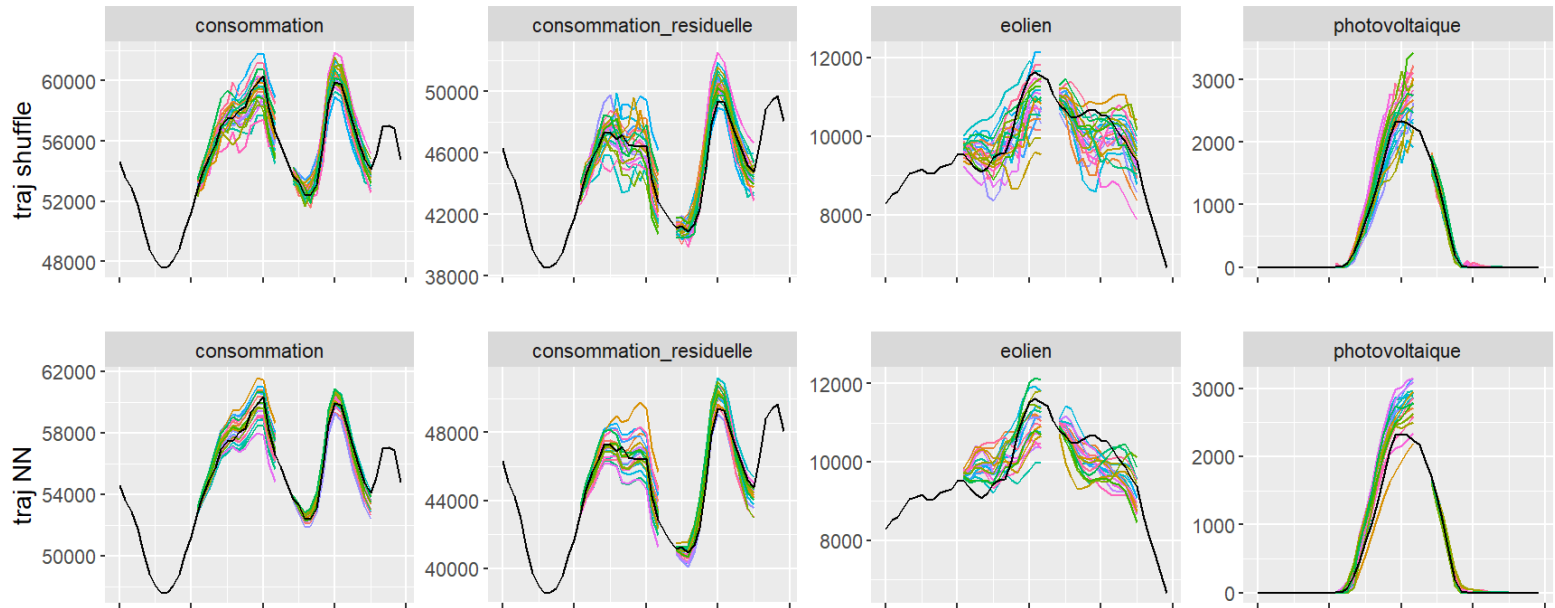 consommation
consommation_residuelle
eolien
photovoltaique
traj shuffle
60000
56000
52000
48000
50000
46000
42000
38000
12000
10000
8000
3000
2000
1000
0
consommation
consommation_residuelle
eolien
photovoltaique
traj NN
62000
58000
54000
50000
48000
44000
40000
12000
10000
8000
3000
2000
1000
0